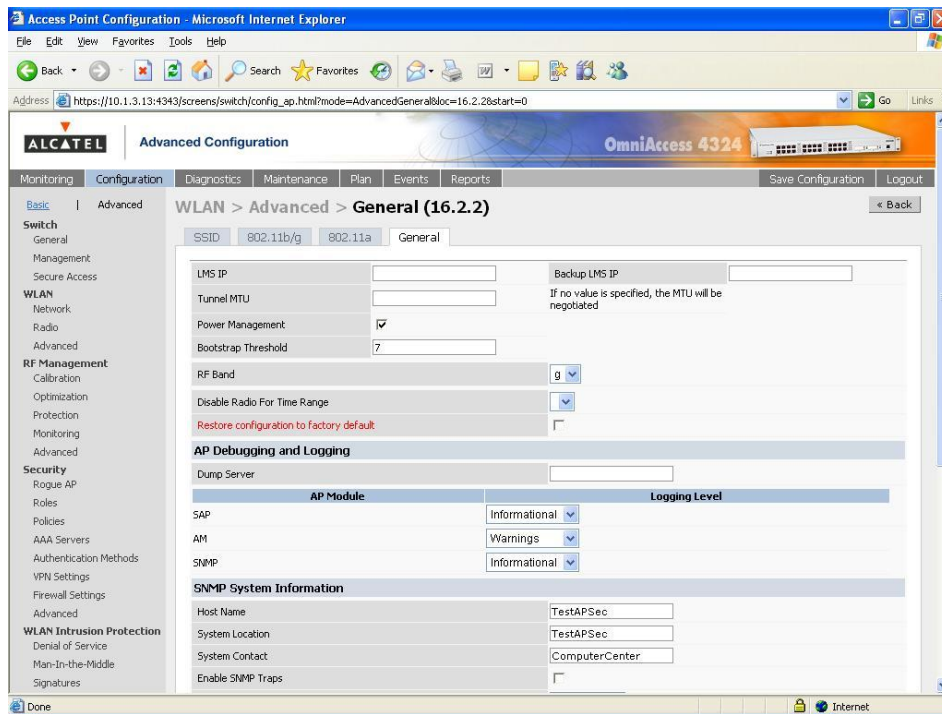 Access Point Configuration - Microsoft Internet Explorer
File Edit View Favorites Tools Help
Back Search Favorites
Address https://10.1.3.13:4343/screens/switch/config_ap.html?mode=AdvancedGeneral&loc=16.2.2&start=0 Go Links
ALCATEL Advanced Configuration OmniAccess 4324
Monitoring Configuration Diagnostics Maintenance Plan Events Reports Save Configuration Logout
Basic | Advanced
WLAN > Advanced > General (16.2.2) « Back
SSID 802.11b/g 802.11a General
Switch
General
Management
Secure Access
WLAN
Network
Radio
Advanced
RF Management
Calibration
Optimization
Protection
Monitoring
Advanced
Security
Rogue AP
Roles
Policies
AAA Servers
Authentication Methods
VPN Settings
Firewall Settings
Advanced
WLAN Intrusion Protection
Denial of Service
Man-In-the-Middle
Signatures
LMS IP Backup LMS IP
Tunnel MTU If no value is specified, the MTU will be
negotiated
Power Management
Bootstrap Threshold 7
RF Band g
Disable Radio For Time Range
Restore configuration to factory default
AP Debugging and Logging
Dump Server
AP Module Logging Level
SAP Informational
AM Warnings
SNMP Informational
SNMP System Information
Host Name TestAPSec
System Location TestAPSec
System Contact ComputerCenter
Enable SNMP Traps
Done Internet